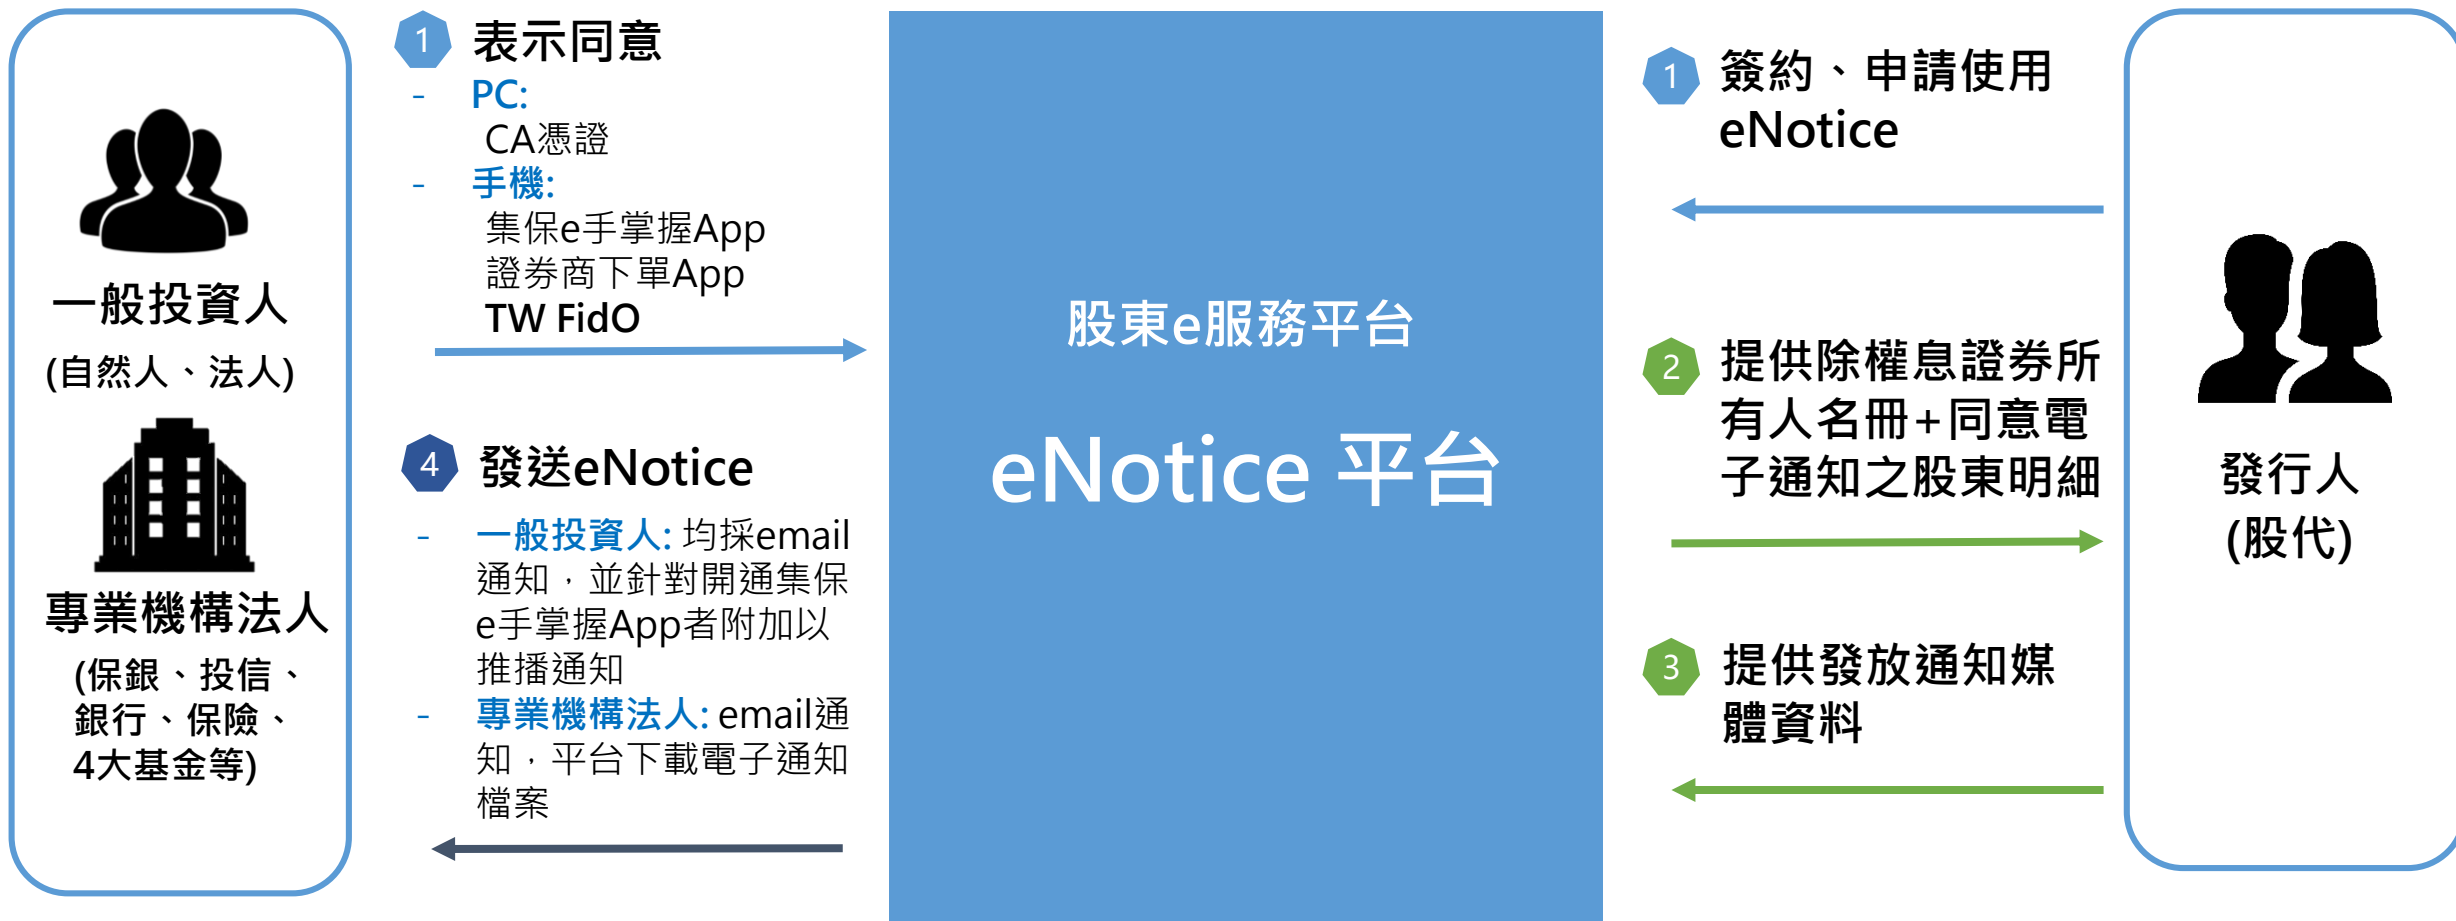 一般投資人
(自然人、法人)
專業機構法人
(保銀、投信、
銀行、保險、
4大基金等)
1 表示同意
- PC:
CA憑證
- 手機:
集保e手掌握App
證券商下單App
TW FidO
4 發送eNotice
- 一般投資人: 均採email
通知，並針對開通集保
e手掌握App者附加以
推播通知
- 專業機構法人: email通
知，平台下載電子通知
檔案
股東e服務平台
eNotice 平台
1 簽約、申請使用
eNotice
2 提供除權息證券所
有人名冊+同意電
子通知之股東明細
3 提供發放通知媒
體資料
發行人
(股代)